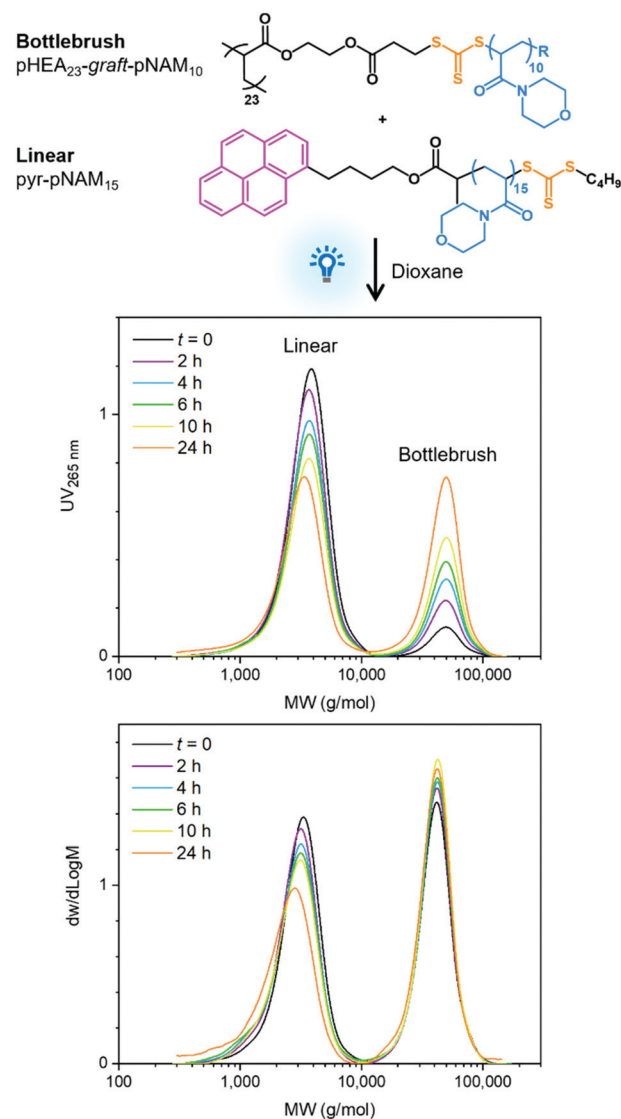 Bottlebrush
pHEA23-graft-pNAM10
O
O
O
O
S
S
S
10
R
O
N
O
23
+
Linear
pyr-pNAM15
O
O
15
S
S
S
C4H9
N
O
O
Dioxane
t = 0
2 h
4 h
6 h
10 h
24 h
Linear
Bottlebrush
UV265 nm
1
0
100
1,000
10,000
100,000
MW (g/mol)
t = 0
2 h
4 h
6 h
10 h
24 h
dw/dLogM
1
0
100
1,000
10,000
100,000
MW (g/mol)